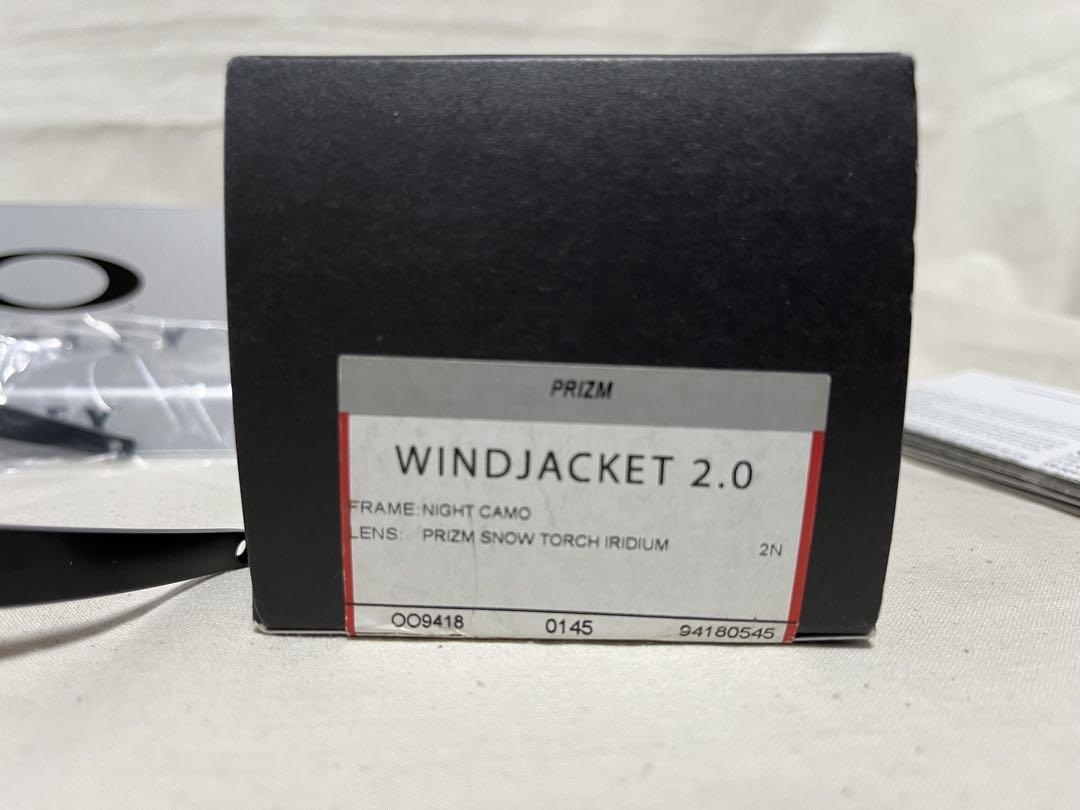 PRIZM
WINDJACKET 2.0
FRAME: NIGHT CAMO
LENS: PRIZM SNOW TORCH IRIDIUM 2N
OO9418 0145 94180545